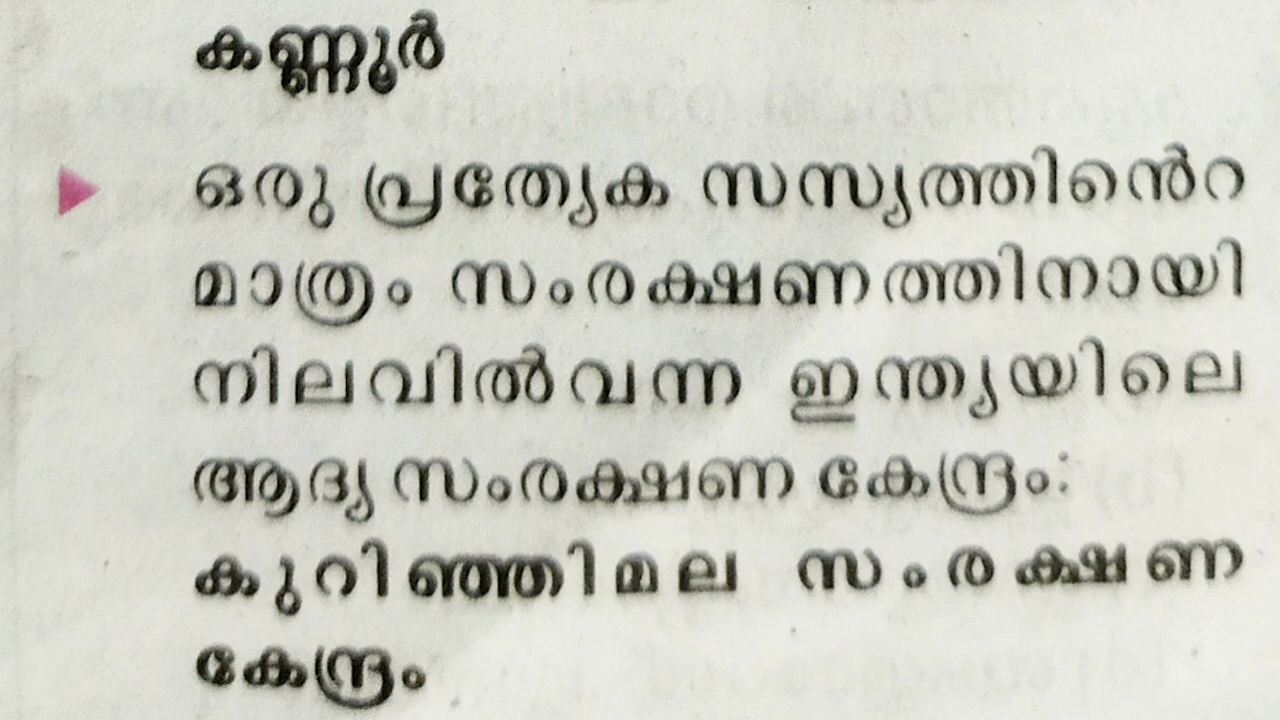 കണ്ണൂർ
ഒരു പ്രത്യേക സസ്യത്തിൻെറ
മാത്രം സംരക്ഷണത്തിനായി
നിലവിൽവന്ന ഇന്ത്യയിലെ
ആദ്യ സംരക്ഷണ കേന്ദ്രം:
കുറിഞ്ഞിമല സംരക്ഷണ
കേന്ദ്രം